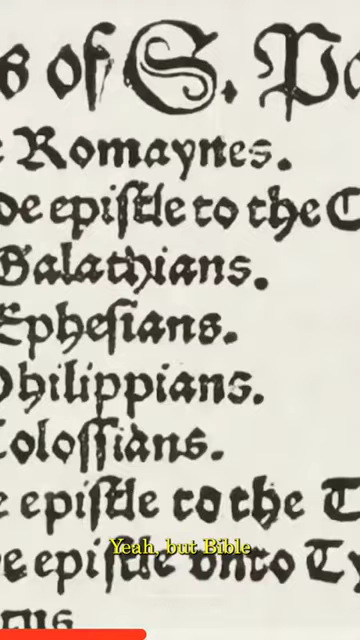 s of S. Pa
Romaynes.
epistle to the C
Galathians.
Ephesians.
Philippians.
Colossians.
e epistle to the T
epistle vnto Ty
tus
Yeah, but Bible